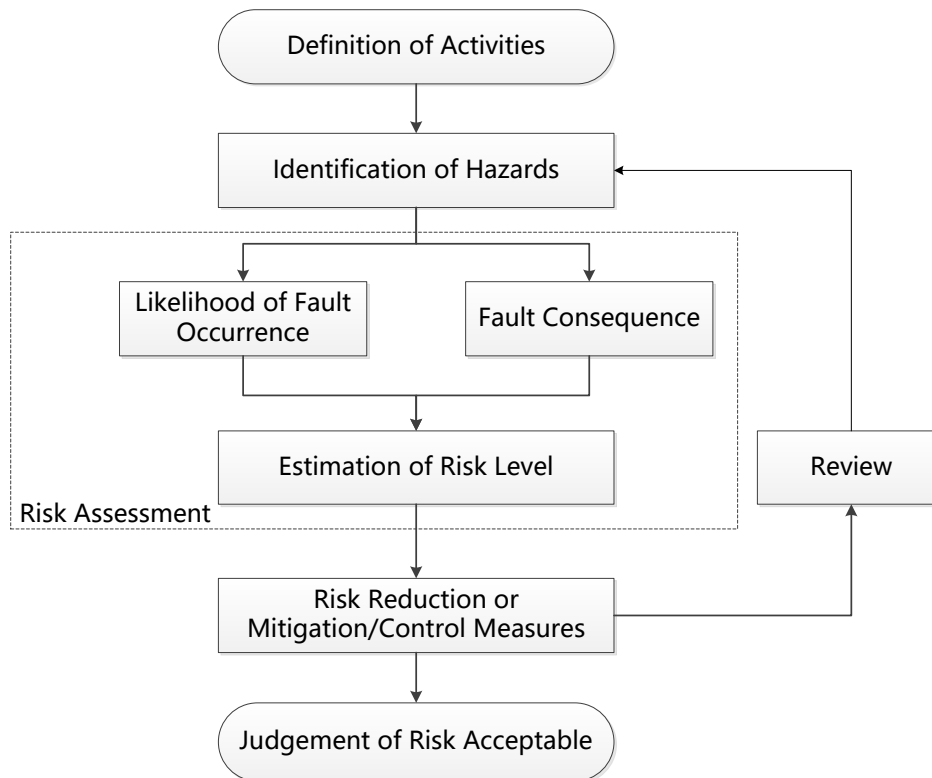 Definition of Activities
Identification of Hazards
Likelihood of Fault
Occurrence
Fault Consequence
Estimation of Risk Level
Review
Risk Assessment
Risk Reduction or
Mitigation/Control Measures
Judgement of Risk Acceptable